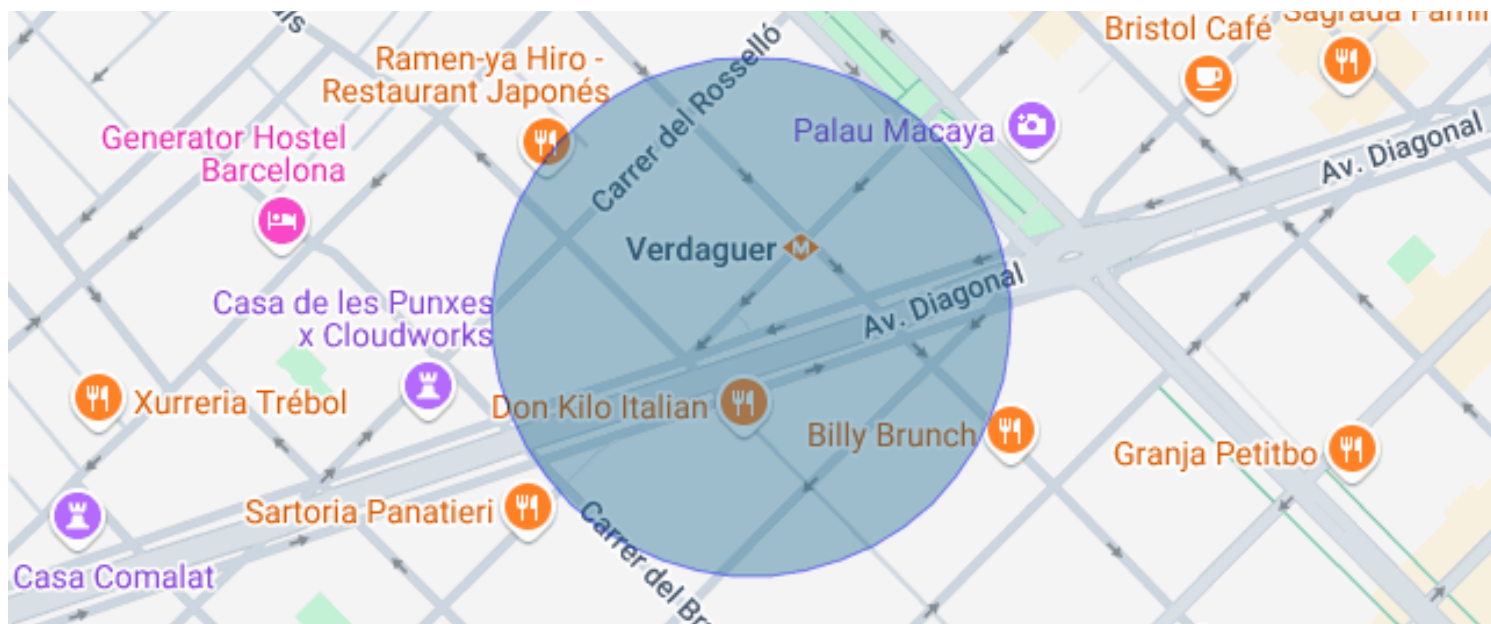 Bristol Café
Ramen-ya Hiro -
Restaurant Japonés
Carrer del Rosselló
Generator Hostel
Barcelona
Palau Macaya
Av. Diagonal
Verdaguer
M
Av. Diagonal
Casa de les Punxes
x Cloudworks
Xurreria Trébol
Don Kilo Italian
Billy Brunch
Granja Petitbo
Sartoria Panatieri
Carrer del
Casa Comalat